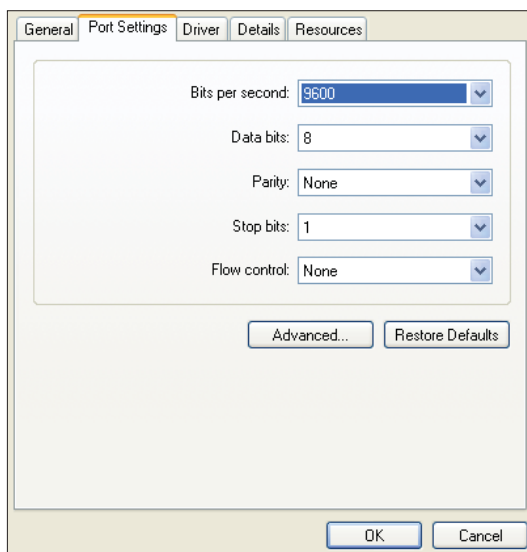 General Port Settings Driver Details Resources
Bits per second: 9600
Data bits: 8
Parity: None
Stop bits: 1
Flow control: None
Advanced... Restore Defaults
OK Cancel